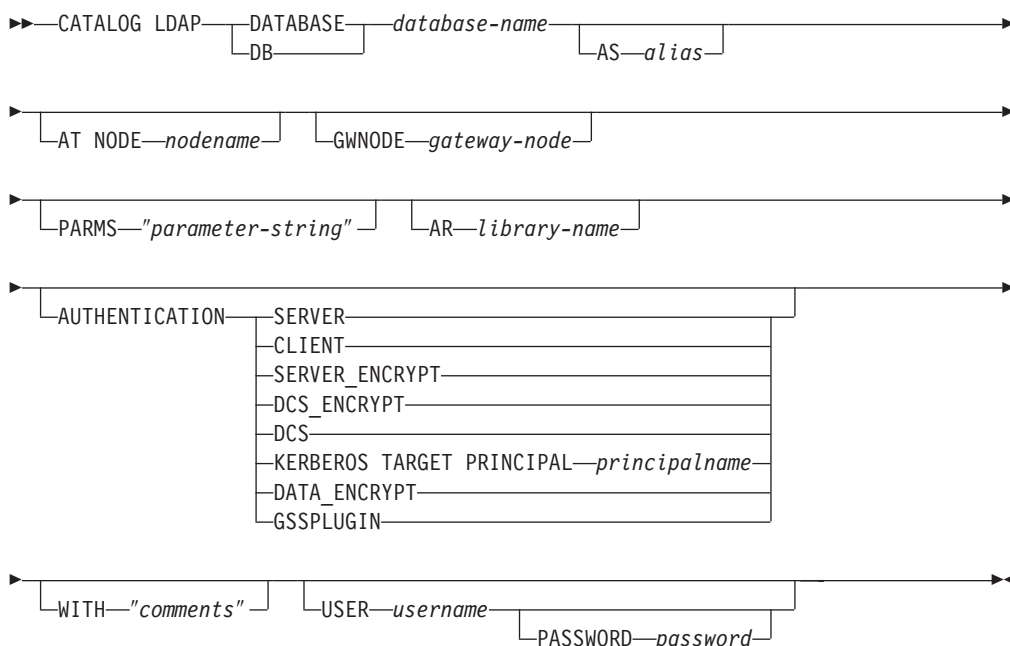 CATALOG LDAP DATABASE database-name
DB AS alias
AT NODE nodename GWNODE gateway-node
PARMS "parameter-string" AR library-name
AUTHENTICATION SERVER
CLIENT
SERVER_ENCRYPT
DCS_ENCRYPT
DCS
KERBEROS TARGET PRINCIPAL principalname
DATA_ENCRYPT
GSSPLUGIN
WITH "comments" USER username
PASSWORD password